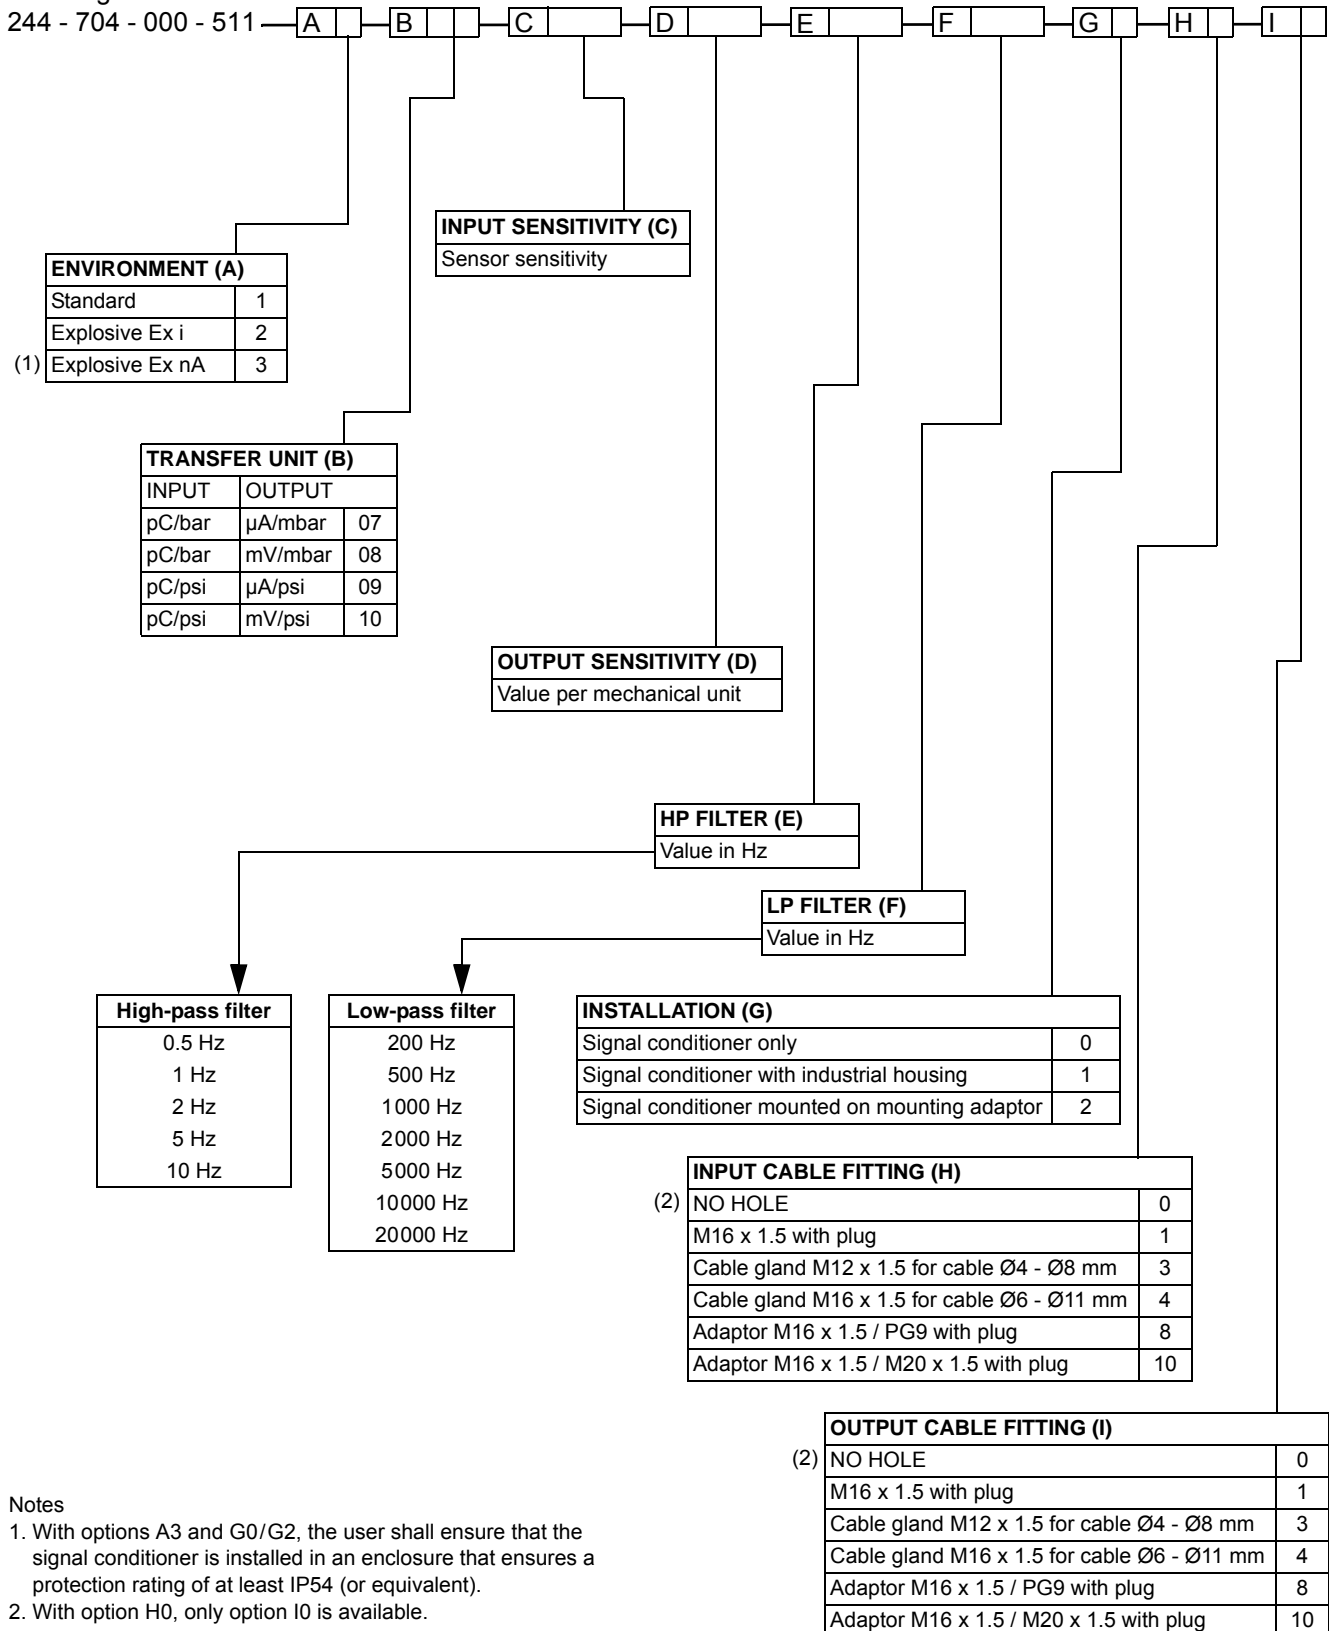 244 - 704 - 000 - 511 A B C D E F G H I
INPUT SENSITIVITY (C)
Sensor sensitivity
ENVIRONMENT (A)
Standard 1
Explosive Ex i 2
(1) Explosive Ex nA 3
TRANSFER UNIT (B)
INPUT OUTPUT
pC/bar µA/mbar 07
pC/bar mV/mbar 08
pC/psi µA/psi 09
pC/psi mV/psi 10
OUTPUT SENSITIVITY (D)
Value per mechanical unit
HP FILTER (E)
Value in Hz
LP FILTER (F)
Value in Hz
High-pass filter
0.5 Hz
1 Hz
2 Hz
5 Hz
10 Hz
Low-pass filter
200 Hz
500 Hz
1000 Hz
2000 Hz
5000 Hz
10000 Hz
20000 Hz
INSTALLATION (G)
Signal conditioner only 0
Signal conditioner with industrial housing 1
Signal conditioner mounted on mounting adaptor 2
INPUT CABLE FITTING (H)
(2) NO HOLE 0
M16 x 1.5 with plug 1
Cable gland M12 x 1.5 for cable Ø4 - Ø8 mm 3
Cable gland M16 x 1.5 for cable Ø6 - Ø11 mm 4
Adaptor M16 x 1.5 / PG9 with plug 8
Adaptor M16 x 1.5 / M20 x 1.5 with plug 10
OUTPUT CABLE FITTING (I)
(2) NO HOLE 0
M16 x 1.5 with plug 1
Cable gland M12 x 1.5 for cable Ø4 - Ø8 mm 3
Cable gland M16 x 1.5 for cable Ø6 - Ø11 mm 4
Adaptor M16 x 1.5 / PG9 with plug 8
Adaptor M16 x 1.5 / M20 x 1.5 with plug 10
Notes
1. With options A3 and G0/G2, the user shall ensure that the
signal conditioner is installed in an enclosure that ensures a
protection rating of at least IP54 (or equivalent).
2. With option H0, only option I0 is available.